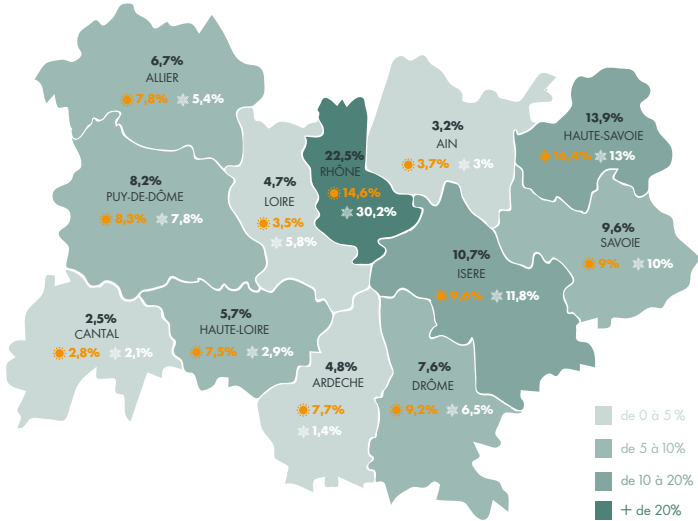 6,7%
ALLIER
7,8% 5,4%
13,9%
HAUTE-SAVOIE
16,4% 13%
3,2%
AIN
3,7% 3%
22,5%
RHÔNE
14,6%
30,2%
8,2%
PUY-DE-DÔME
8,3% 7,8%
4,7%
LOIRE
3,5%
5,8%
9,6%
SAVOIE
9% 10%
10,7%
ISÈRE
9,6% 11,8%
2,5%
CANTAL
2,8% 2,1%
5,7%
HAUTE-LOIRE
7,5% 2,9%
4,8%
ARDECHE
7,7%
1,4%
7,6%
DRÔME
9,2% 6,5%
de 0 à 5 %
de 5 à 10%
de 10 à 20%
+ de 20%